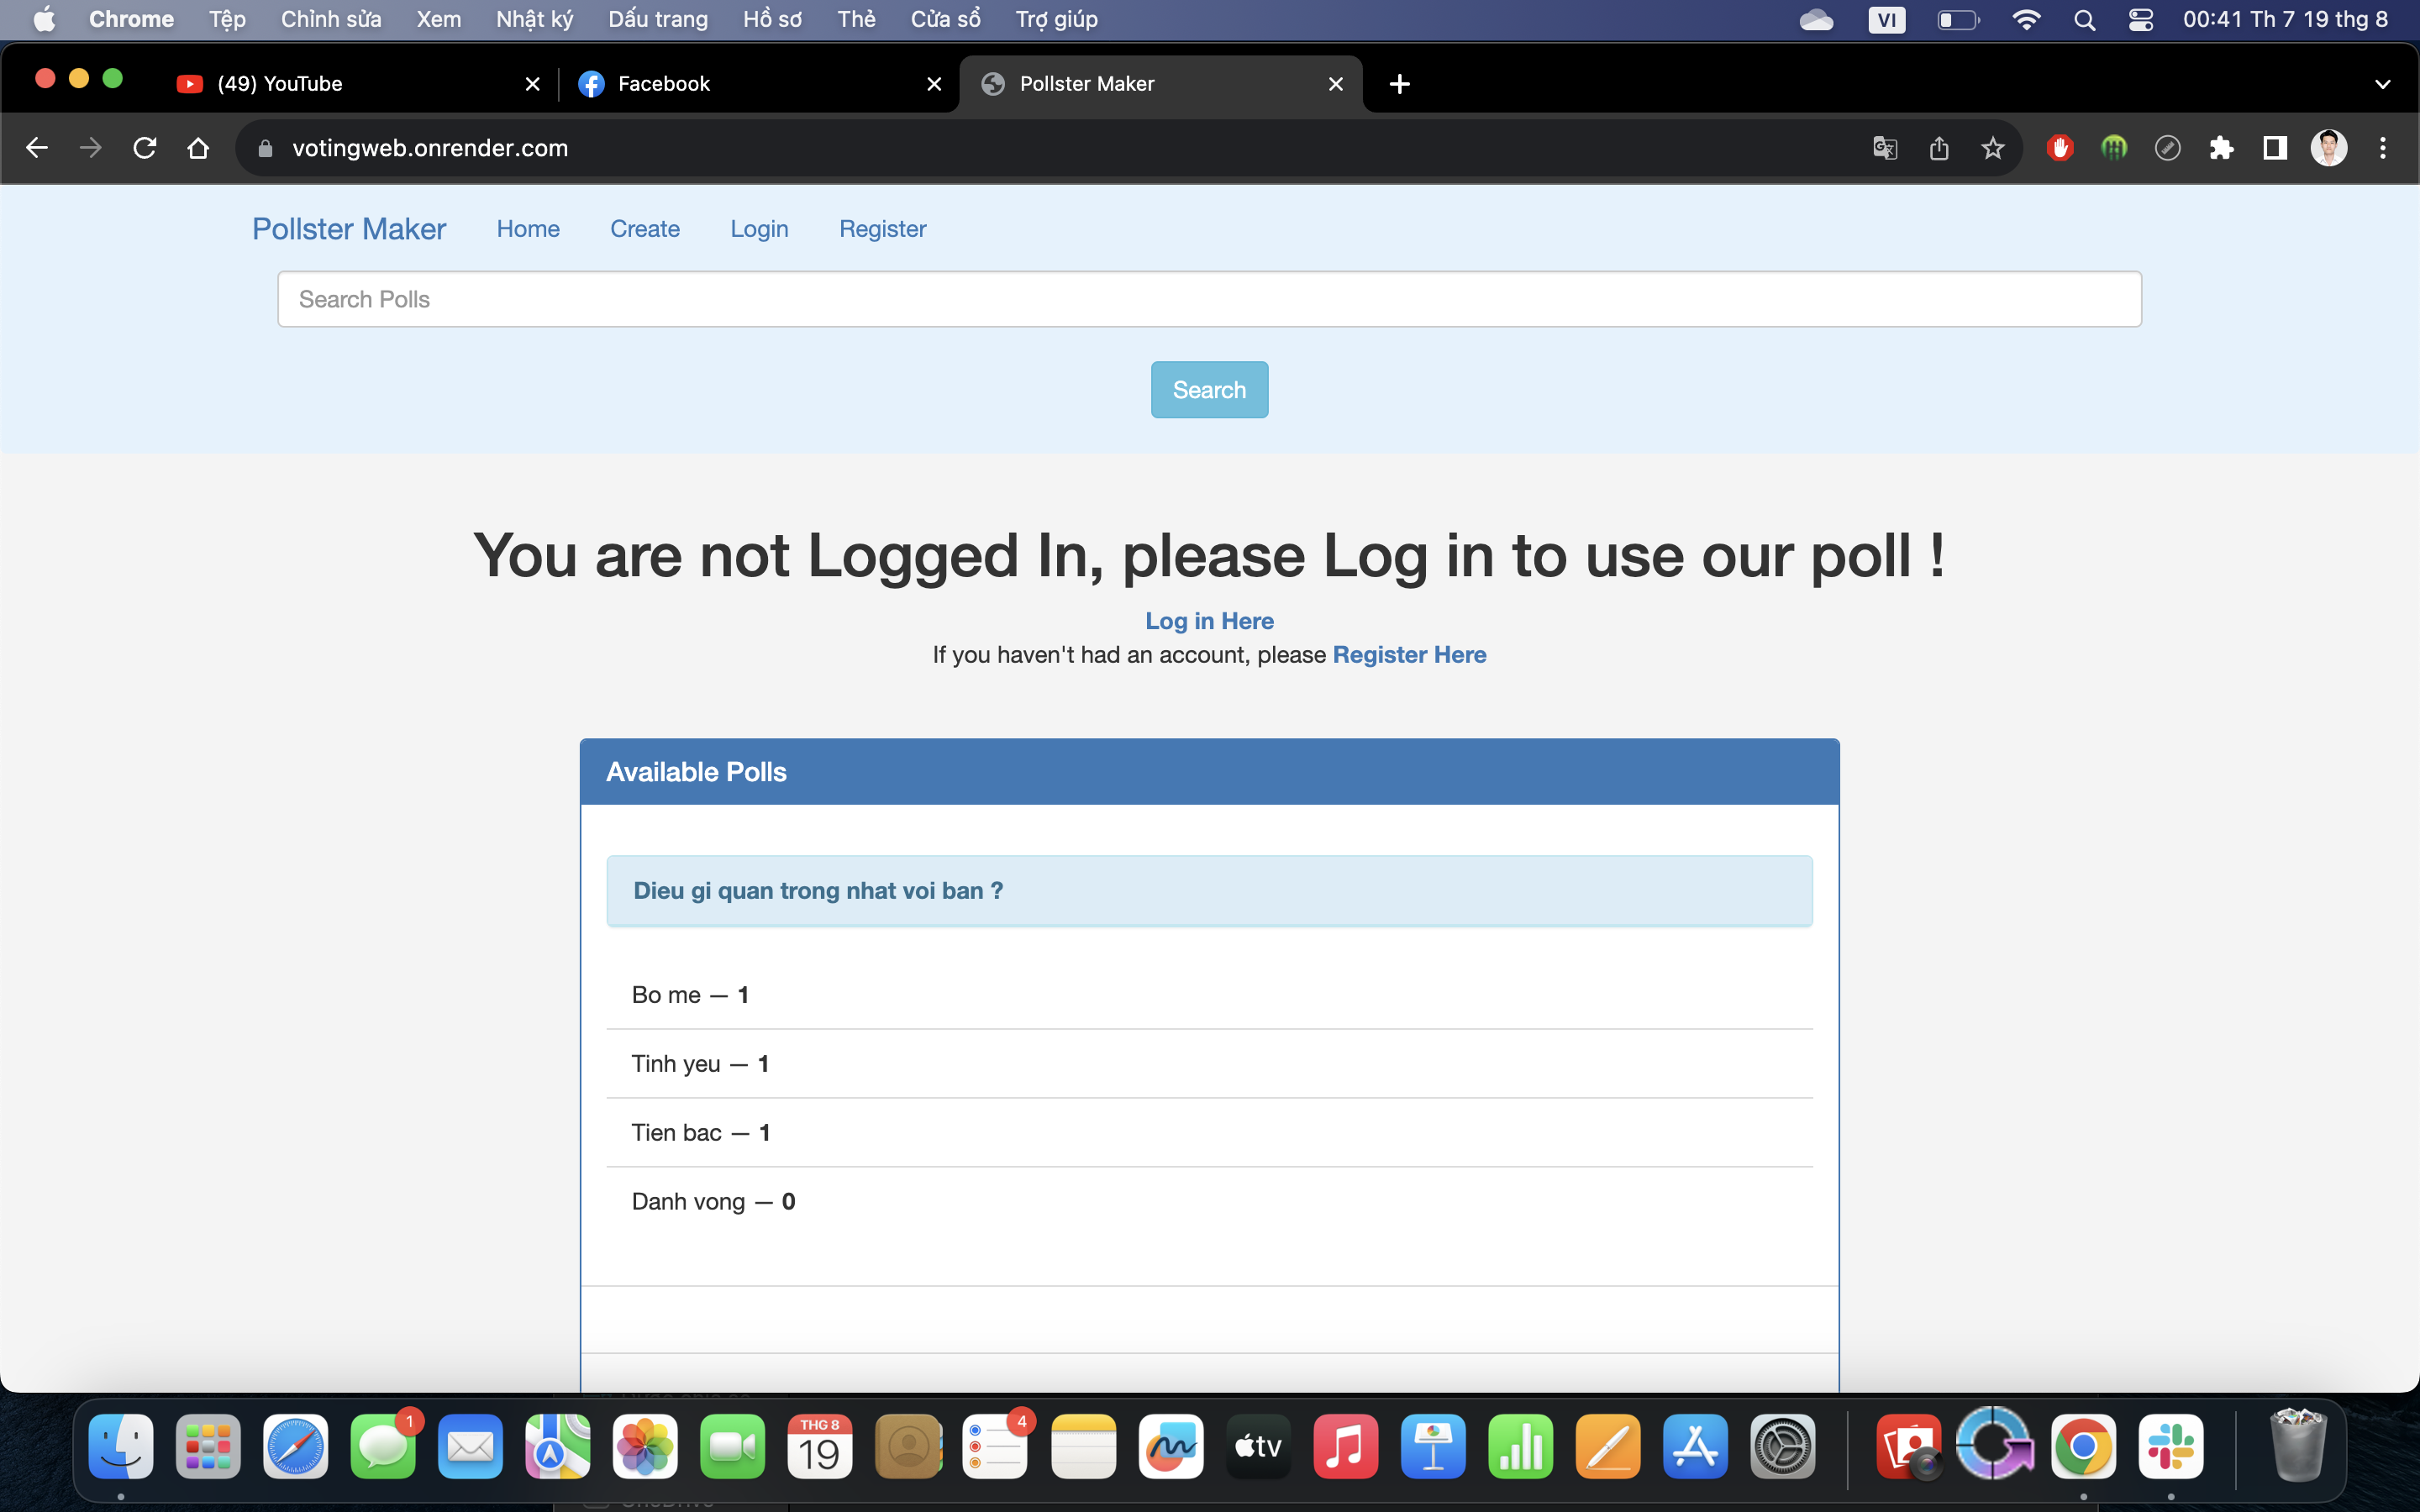 Chrome Tệp Chỉnh sửa Xem Nhật ký Dấu trang Hồ sơ Thẻ Cửa sổ Trợ giúp VI 00:41 Th 7 19 thg 8
(49) YouTube Facebook Pollster Maker
votingweb.onrender.com
Pollster Maker Home Create Login Register
Search Polls
Search
You are not Logged In, please Log in to use our poll !
Log in Here
If you haven't had an account, please Register Here
Available Polls
Dieu gi quan trong nhat voi ban ?
Bo me — 1
Tinh yeu — 1
Tien bac — 1
Danh vong — 0
1
THG 8
19
4
tv